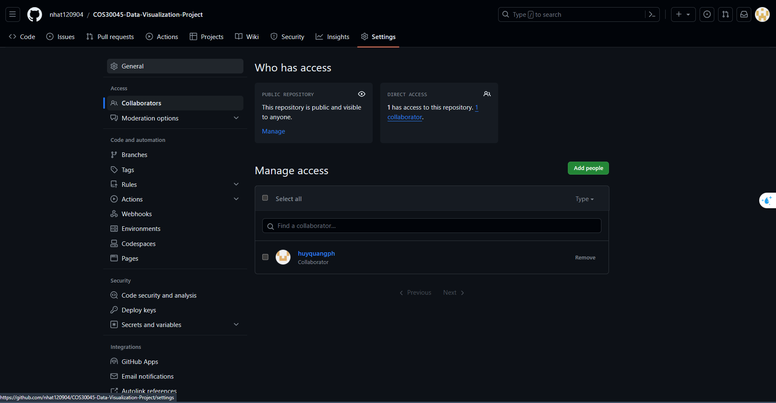 nhat120904 / COS30045-Data-Visualization-Project
Type / to search
Code
Issues
Pull requests
Actions
Projects
Wiki
Security
Insights
Settings
General
Access
Collaborators
Moderation options
Code and automation
Branches
Tags
Rules
Actions
Webhooks
Environments
Codespaces
Pages
Security
Code security and analysis
Deploy keys
Secrets and variables
Integrations
GitHub Apps
Email notifications
Autolink references
Who has access
PUBLIC REPOSITORY
This repository is public and visible
to anyone.
Manage
DIRECT ACCESS
1 has access to this repository. 1
collaborator.
Manage access
Add people
Select all
Type
Find a collaborator...
huyquangph
Collaborator
Remove
Previous
Next
https://github.com/nhat120904/COS30045-Data-Visualization-Project/settings